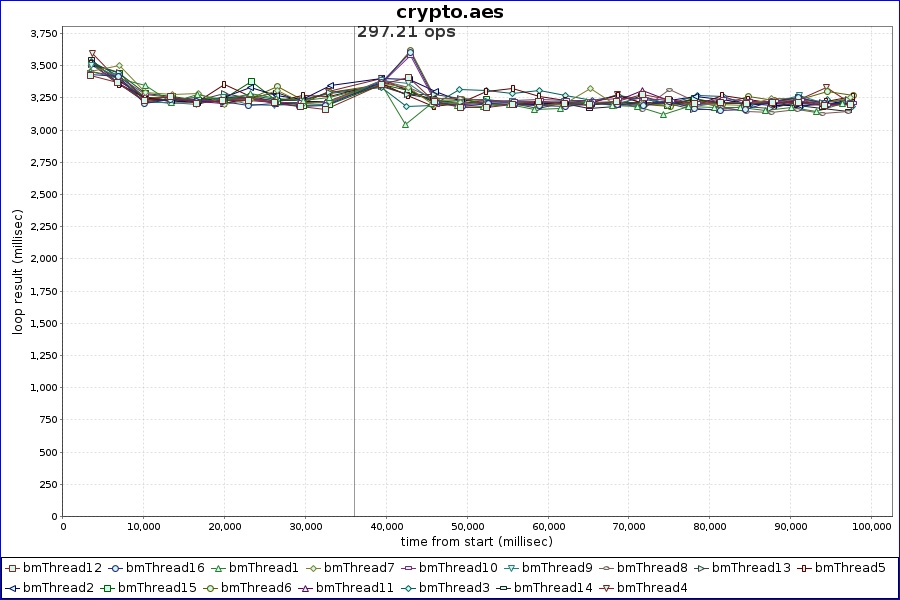 crypto.aes
297.21 ops
3,750
3,500
3,250
3,000
2,750
2,500
2,250
2,000
1,750
1,500
1,250
1,000
750
500
250
0
loop result (millisec)
0 10,000 20,000 30,000 40,000 50,000 60,000 70,000 80,000 90,000 100,000
time from start (millisec)
bmThread12 bmThread16 bmThread1 bmThread7 bmThread10 bmThread9 bmThread8 bmThread13 bmThread5
bmThread2 bmThread15 bmThread6 bmThread11 bmThread3 bmThread14 bmThread4